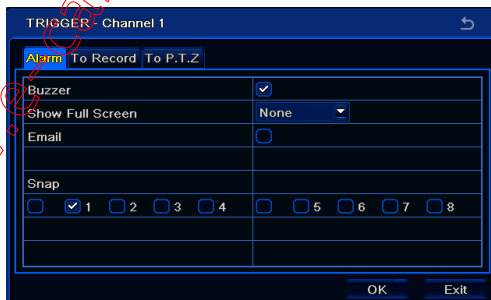 TRIGGER - Channel 1
Alarm To Record To P.T.Z
Buzzer
Show Full Screen None
Email
Snap
1 2 3 4 5 6 7 8
OK Exit